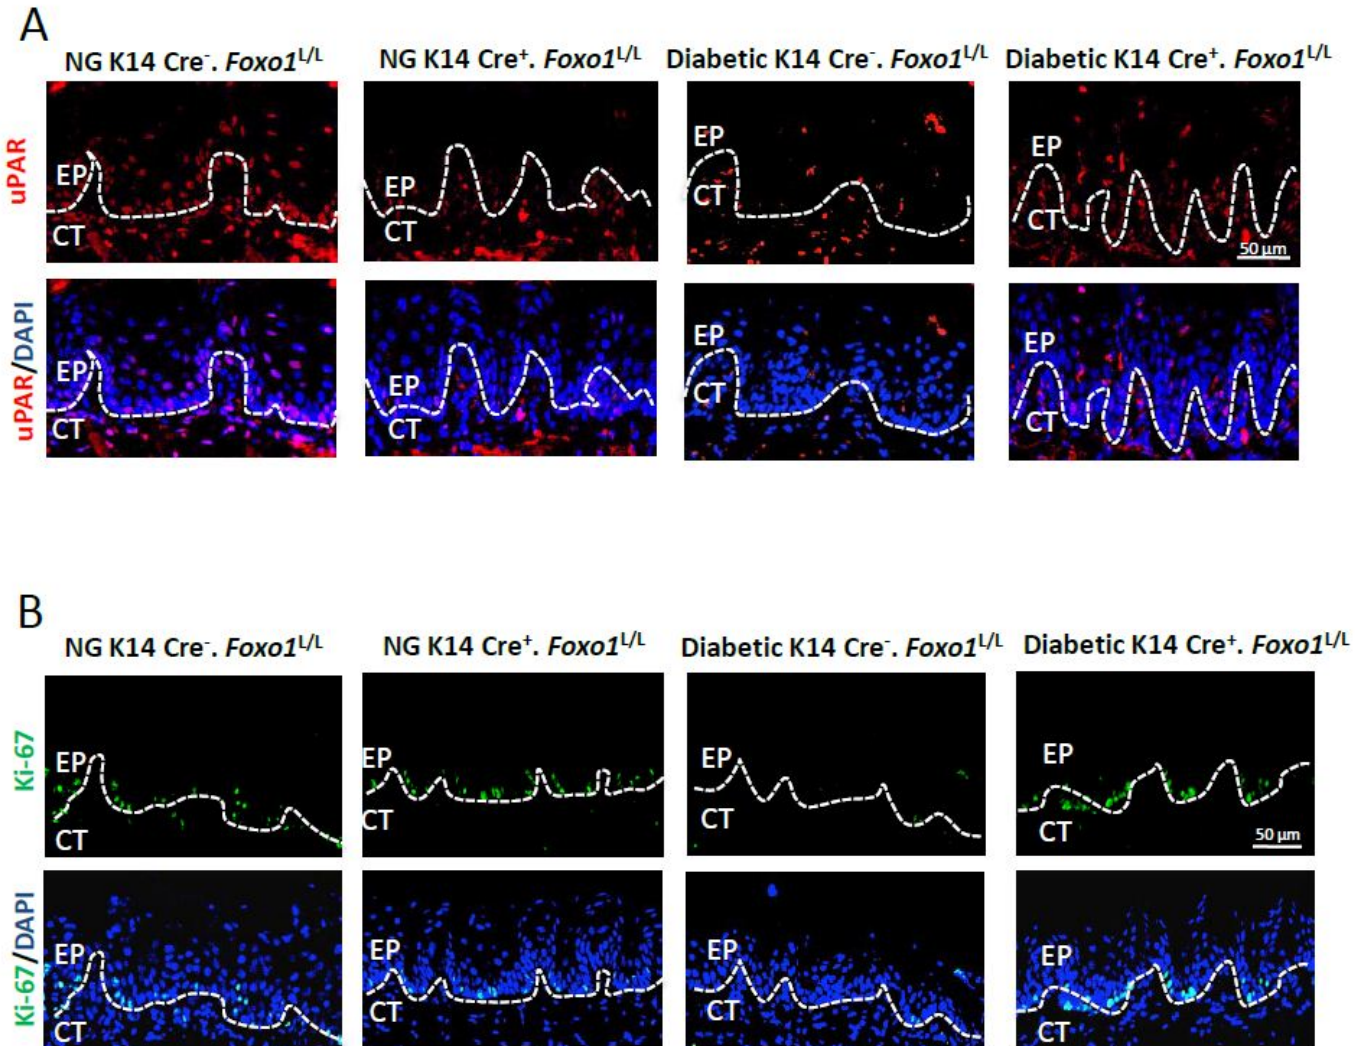 A
NG K14 Cre⁻. Foxo1ᴸ/ᴸ
NG K14 Cre⁺. Foxo1ᴸ/ᴸ
Diabetic K14 Cre⁻. Foxo1ᴸ/ᴸ
Diabetic K14 Cre⁺. Foxo1ᴸ/ᴸ
uPAR
EP
CT
EP
CT
EP
CT
EP
CT
50 µm
uPAR/DAPI
EP
CT
EP
CT
EP
CT
EP
CT
B
NG K14 Cre⁻. Foxo1ᴸ/ᴸ
NG K14 Cre⁺. Foxo1ᴸ/ᴸ
Diabetic K14 Cre⁻. Foxo1ᴸ/ᴸ
Diabetic K14 Cre⁺. Foxo1ᴸ/ᴸ
Ki-67
EP
CT
EP
CT
EP
CT
EP
CT
50 µm
Ki-67/DAPI
EP
CT
EP
CT
EP
CT
EP
CT